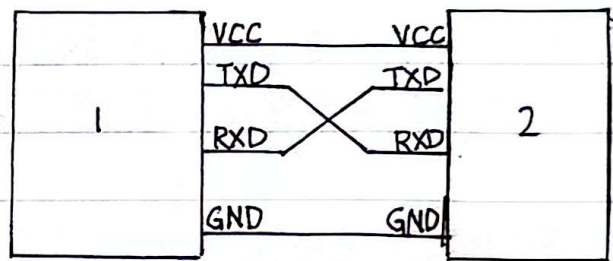 VCC VCC
TXD TXD
1 2
RXD RXD
GND GND